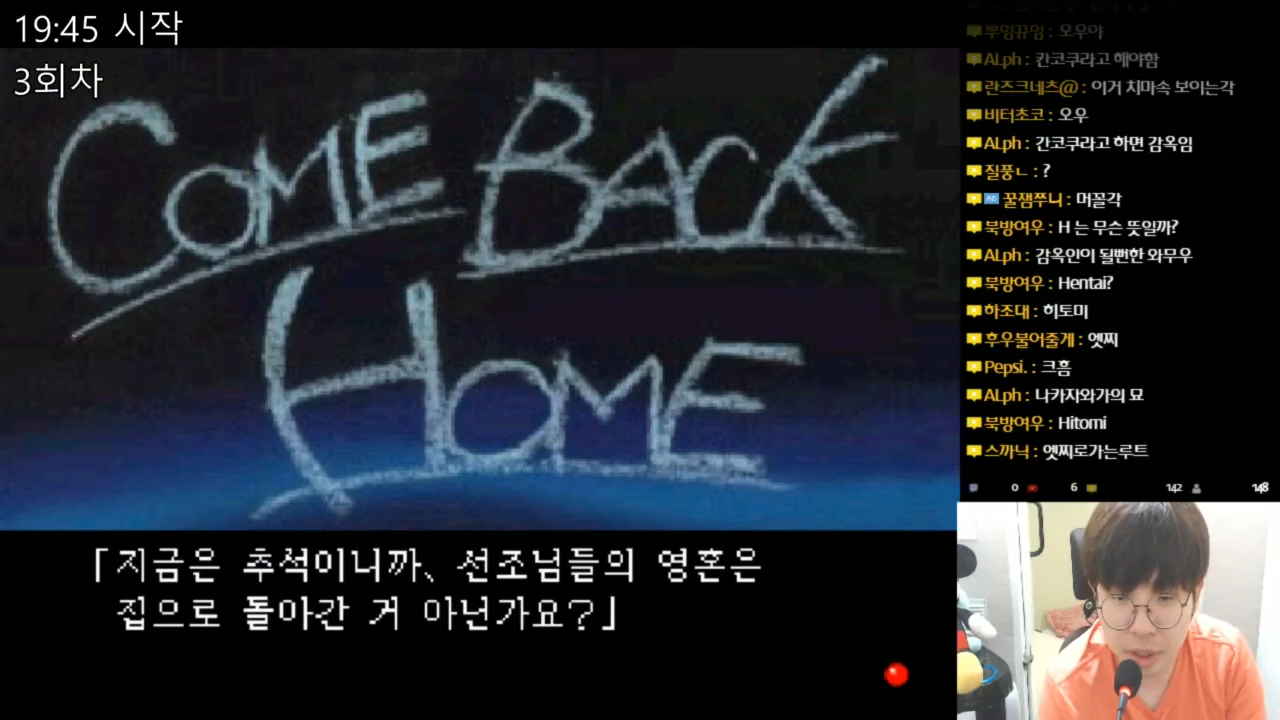 19:45 시작
3회차
COME BACK
HOME
「지금은 추석이니까、선조님들의 영혼은
집으로 돌아간 거 아닌가요?」
뿌임뀨임 : 오우야
ALph : 칸코쿠라고 해야함
란즈크네츠@ : 이거 치마속 보이는각
비터초코 : 오우
ALph : 간코쿠라고 하면 감옥임
질풍ㄴ : ?
꿀잼쭈니 : 머꼴각
북방여우 : H 는 무슨 뜻일까?
ALph : 감옥인이 될뻔한 와무우
북방여우 : Hentai?
하조대 : 히토미
후우불어줄게 : 엣찌
Pepsi. : 크흠
ALph : 나카자와가의 묘
북방여우 : Hitomi
스까닉 : 엣찌로가는루트
0 6 142 148